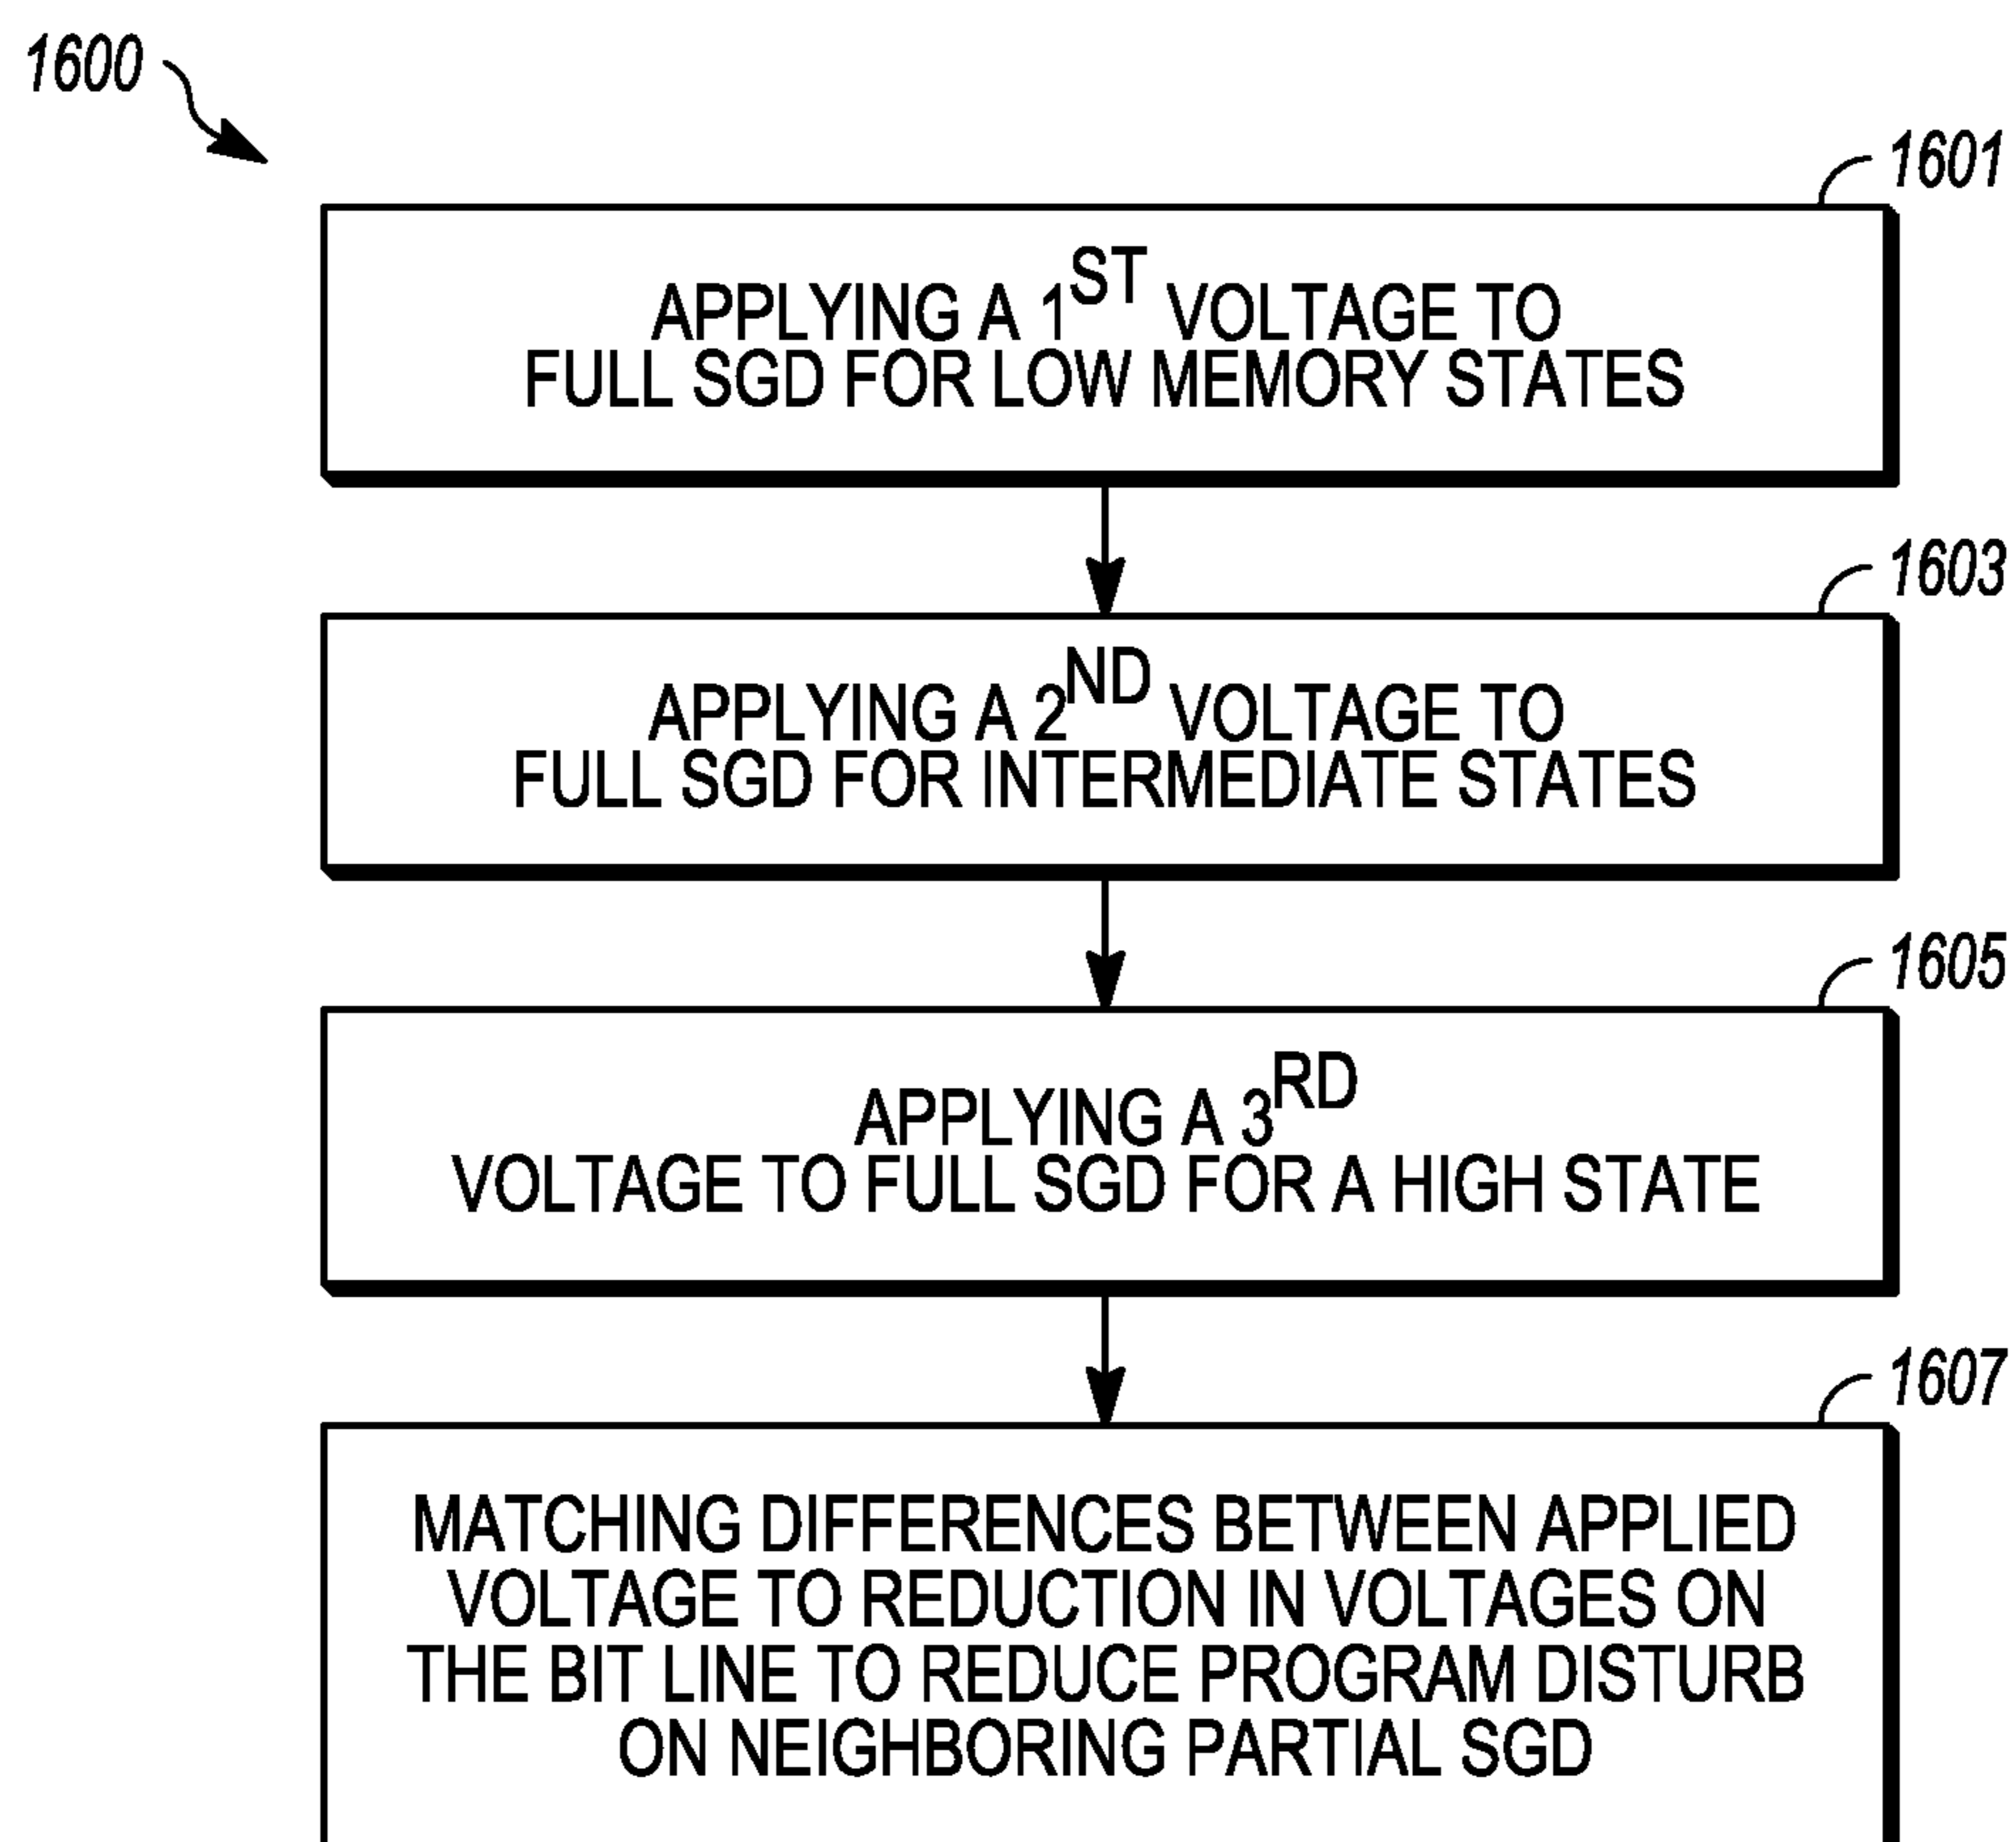 1600
1601
APPLYING A 1ST VOLTAGE TO
FULL SGD FOR LOW MEMORY STATES
1603
APPLYING A 2ND VOLTAGE TO
FULL SGD FOR INTERMEDIATE STATES
1605
APPLYING A 3RD
VOLTAGE TO FULL SGD FOR A HIGH STATE
1607
MATCHING DIFFERENCES BETWEEN APPLIED
VOLTAGE TO REDUCTION IN VOLTAGES ON
THE BIT LINE TO REDUCE PROGRAM DISTURB
ON NEIGHBORING PARTIAL SGD